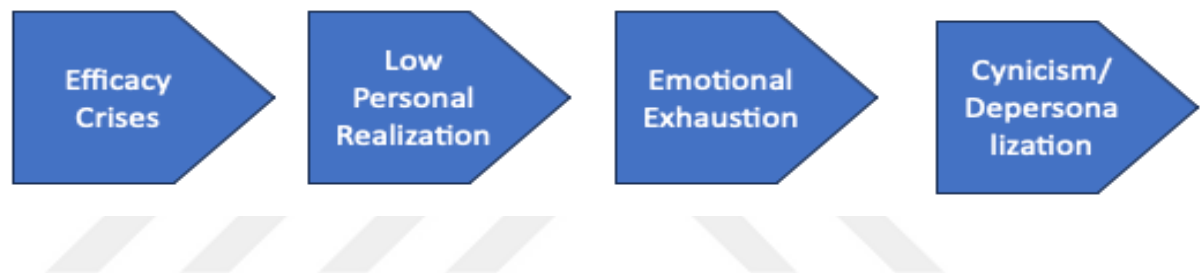 Efficacy
Crises
Low
Personal
Realization
Emotional
Exhaustion
Cynicism/
Depersona
lization